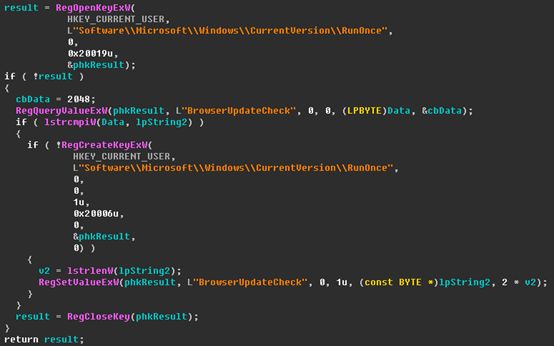 result = RegOpenKeyExW(
HKEY_CURRENT_USER,
L"Software\\Microsoft\\Windows\\CurrentVersion\\RunOnce",
0,
0x20019u,
&phkResult);
if ( !result )
{
cbData = 2048;
RegQueryValueExW(phkResult, L"BrowserUpdateCheck", 0, 0, (LPBYTE)Data, &cbData);
if ( lstrcmpiW(Data, lpString2) )
{
if ( !RegCreateKeyExW(
HKEY_CURRENT_USER,
L"Software\\Microsoft\\Windows\\CurrentVersion\\RunOnce",
0,
0,
1u,
0x20006u,
0,
&phkResult,
0) )
{
v2 = lstrlenW(lpString2);
RegSetValueExW(phkResult, L"BrowserUpdateCheck", 0, 1u, (const BYTE *)lpString2, 2 * v2);
}
}
result = RegCloseKey(phkResult);
}
return result;